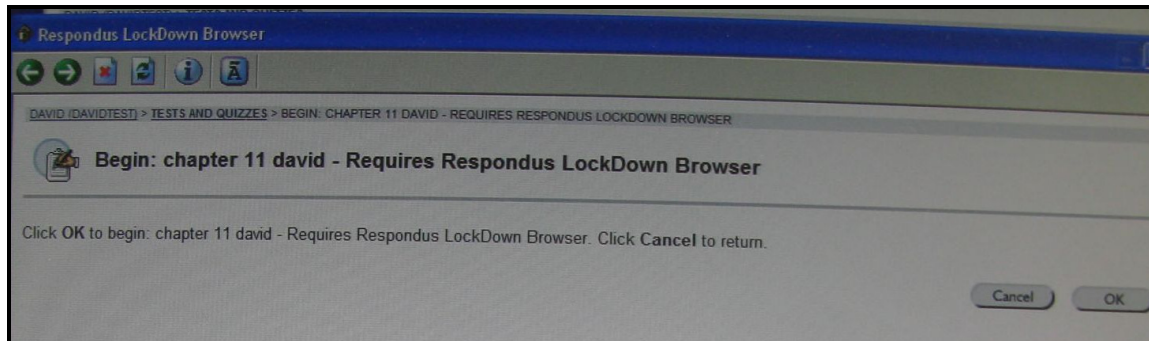 Respondus LockDown Browser
DAVID (DAVIDTEST) > TESTS AND QUIZZES > BEGIN: CHAPTER 11 DAVID - REQUIRES RESPONDUS LOCKDOWN BROWSER
Begin: chapter 11 david - Requires Respondus LockDown Browser
Click OK to begin: chapter 11 david - Requires Respondus LockDown Browser. Click Cancel to return.
Cancel OK